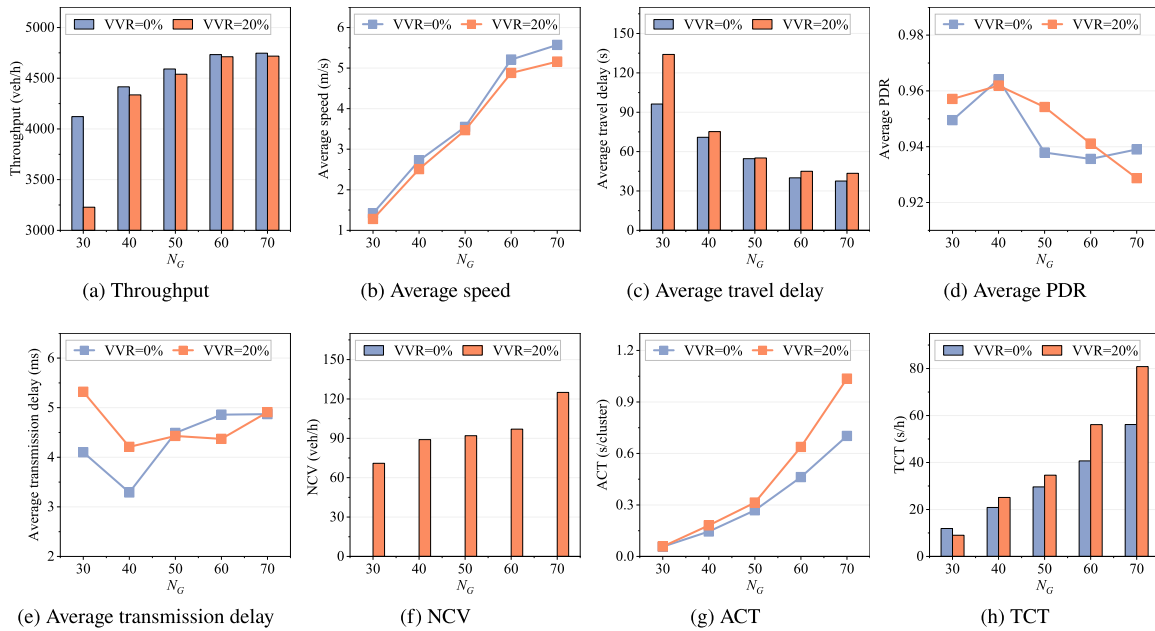 VVR=0% VVR=20%
Throughput (veh/h)
5000
4500
4000
3500
3000
30 40 50 60 70
N_G
(a) Throughput
VVR=0% VVR=20%
Average speed (m/s)
6
5
4
3
2
1
30 40 50 60 70
N_G
(b) Average speed
VVR=0% VVR=20%
Average travel delay (s)
150
120
90
60
30
0
30 40 50 60 70
N_G
(c) Average travel delay
VVR=0% VVR=20%
Average PDR
0.98
0.96
0.94
0.92
30 40 50 60 70
N_G
(d) Average PDR
VVR=0% VVR=20%
Average transmission delay (ms)
6
5
4
3
2
30 40 50 60 70
N_G
(e) Average transmission delay
VVR=0% VVR=20%
NCV (veh/h)
150
120
90
60
30
0
30 40 50 60 70
N_G
(f) NCV
VVR=0% VVR=20%
ACT (s/cluster)
1.2
0.9
0.6
0.3
0.0
30 40 50 60 70
N_G
(g) ACT
VVR=0% VVR=20%
TCT (s/h)
80
60
40
20
0
30 40 50 60 70
N_G
(h) TCT